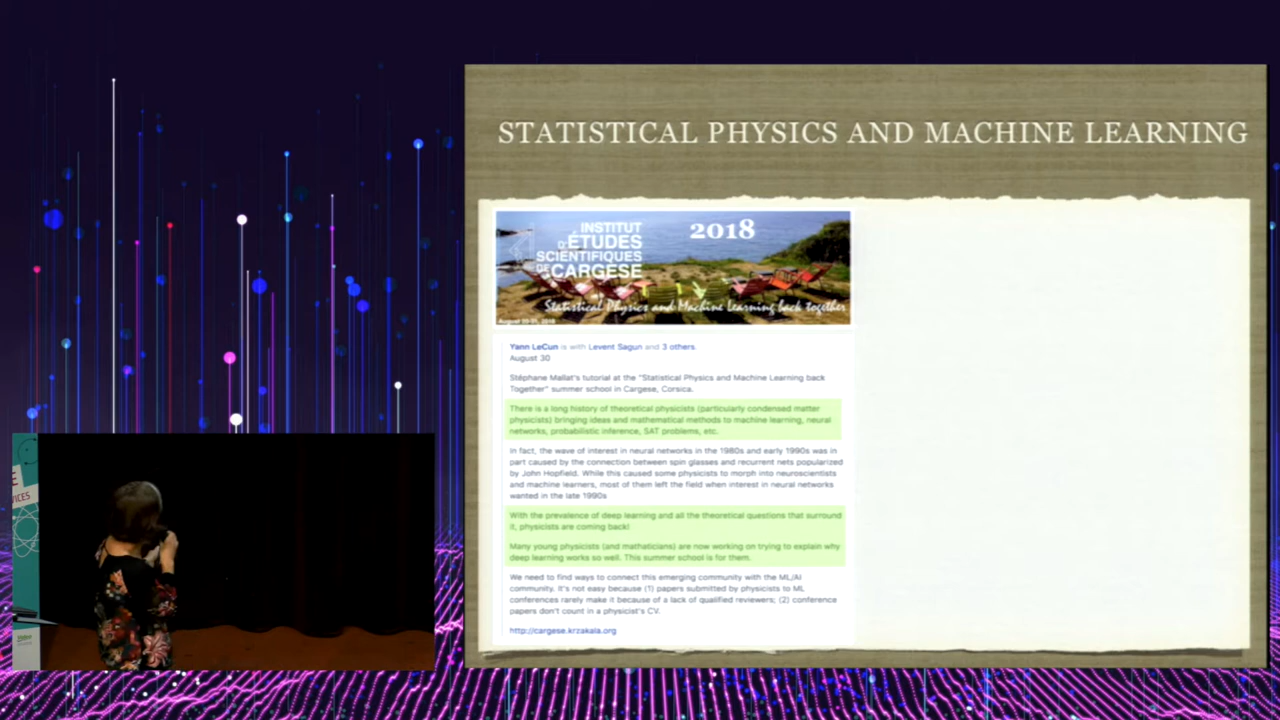 STATISTICAL PHYSICS AND MACHINE LEARNING
INSTITUT
D'ÉTUDES
SCIENTIFIQUES
DE CARGÈSE
2018
Statistical Physics and Machine Learning back together
August 20-31, 2018
Yann LeCun is with Levent Sagun and 3 others.
August 30
Stéphane Mallat's tutorial at the "Statistical Physics and Machine Learning back
Together" summer school in Cargese, Corsica.
There is a long history of theoretical physicists (particularly condensed matter
physicists) bringing ideas and mathematical methods to machine learning, neural
networks, probabilistic inference, SAT problems, etc.
In fact, the wave of interest in neural networks in the 1980s and early 1990s was in
part caused by the connection between spin glasses and recurrent nets popularized
by John Hopfield. While this caused some physicists to morph into neuroscientists
and machine learners, most of them left the field when interest in neural networks
wanted in the late 1990s
With the prevalence of deep learning and all the theoretical questions that surround
it, physicists are coming back!
Many young physicists (and mathaticians) are now working on trying to explain why
deep learning works so well. This summer school is for them.
We need to find ways to connect this emerging community with the ML/AI
community. It's not easy because (1) papers submitted by physicists to ML
conferences rarely make it because of a lack of qualified reviewers; (2) conference
papers don't count in a physicist's CV.
http://cargese.krzakala.org
VICES